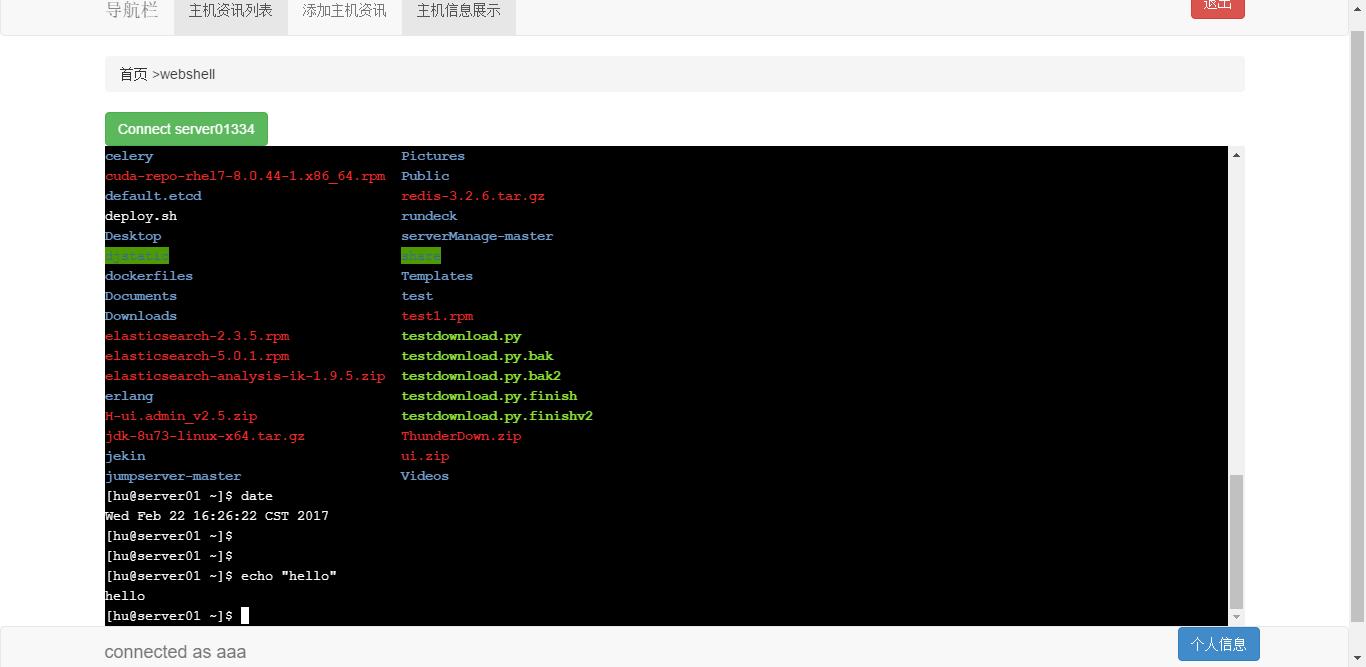 导航栏 主机资讯列表 添加主机资讯 主机信息展示 退出
首页 >webshell
Connect server01334
celery Pictures
cuda-repo-rhel7-8.0.44-1.x86_64.rpm Public
default.etcd redis-3.2.6.tar.gz
deploy.sh rundeck
Desktop serverManage-master
djstatic share
dockerfiles Templates
Documents test
Downloads test1.rpm
elasticsearch-2.3.5.rpm testdownload.py
elasticsearch-5.0.1.rpm testdownload.py.bak
elasticsearch-analysis-ik-1.9.5.zip testdownload.py.bak2
erlang testdownload.py.finish
H-ui.admin_v2.5.zip testdownload.py.finishv2
jdk-8u73-linux-x64.tar.gz ThunderDown.zip
jekin ui.zip
jumpserver-master Videos
[hu@server01 ~]$ date
Wed Feb 22 16:26:22 CST 2017
[hu@server01 ~]$
[hu@server01 ~]$
[hu@server01 ~]$ echo "hello"
hello
[hu@server01 ~]$
connected as aaa 个人信息